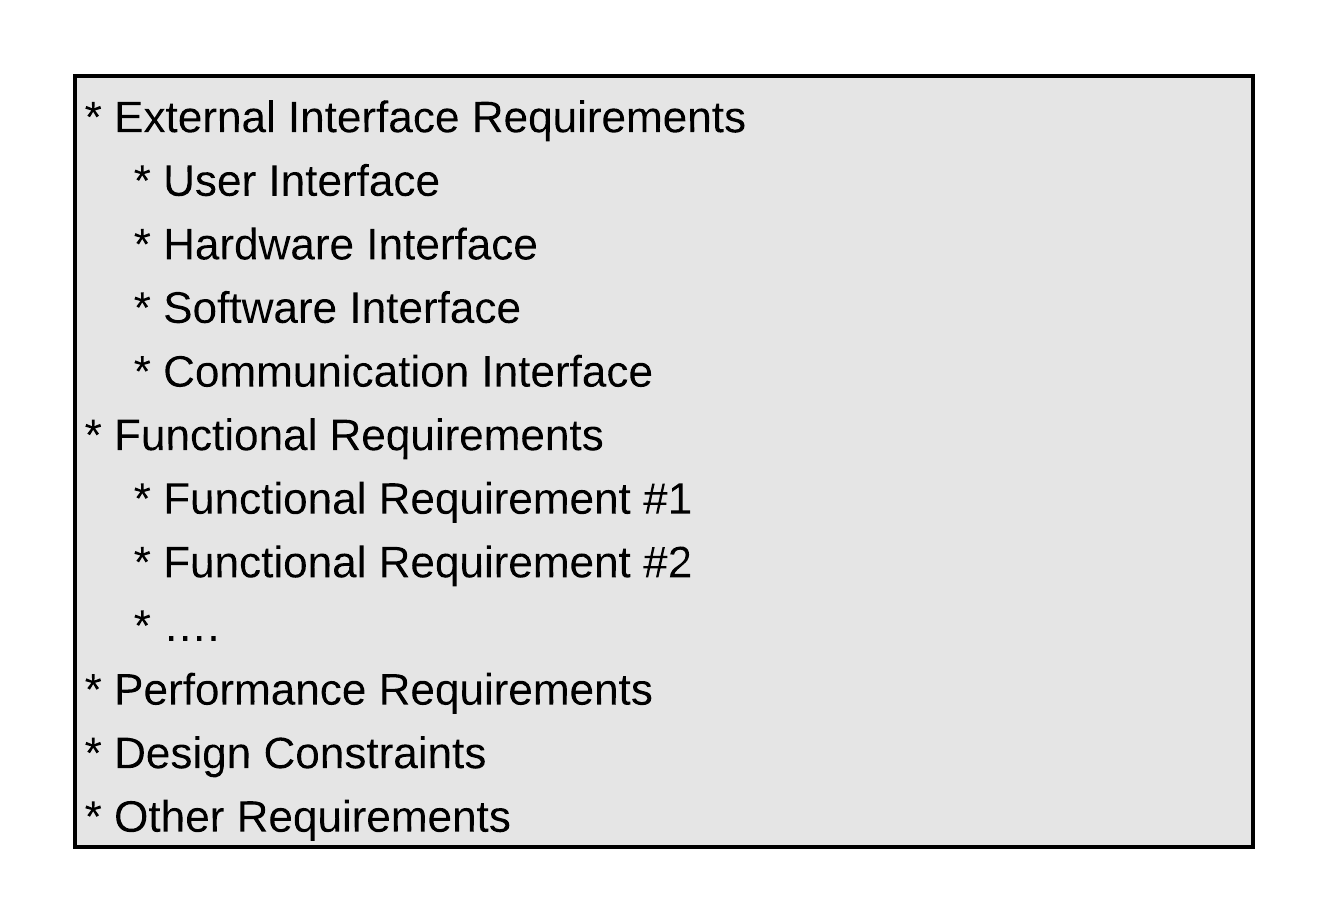 * External Interface Requirements
* User Interface
* Hardware Interface
* Software Interface
* Communication Interface
* Functional Requirements
* Functional Requirement #1
* Functional Requirement #2
* ....
* Performance Requirements
* Design Constraints
* Other Requirements